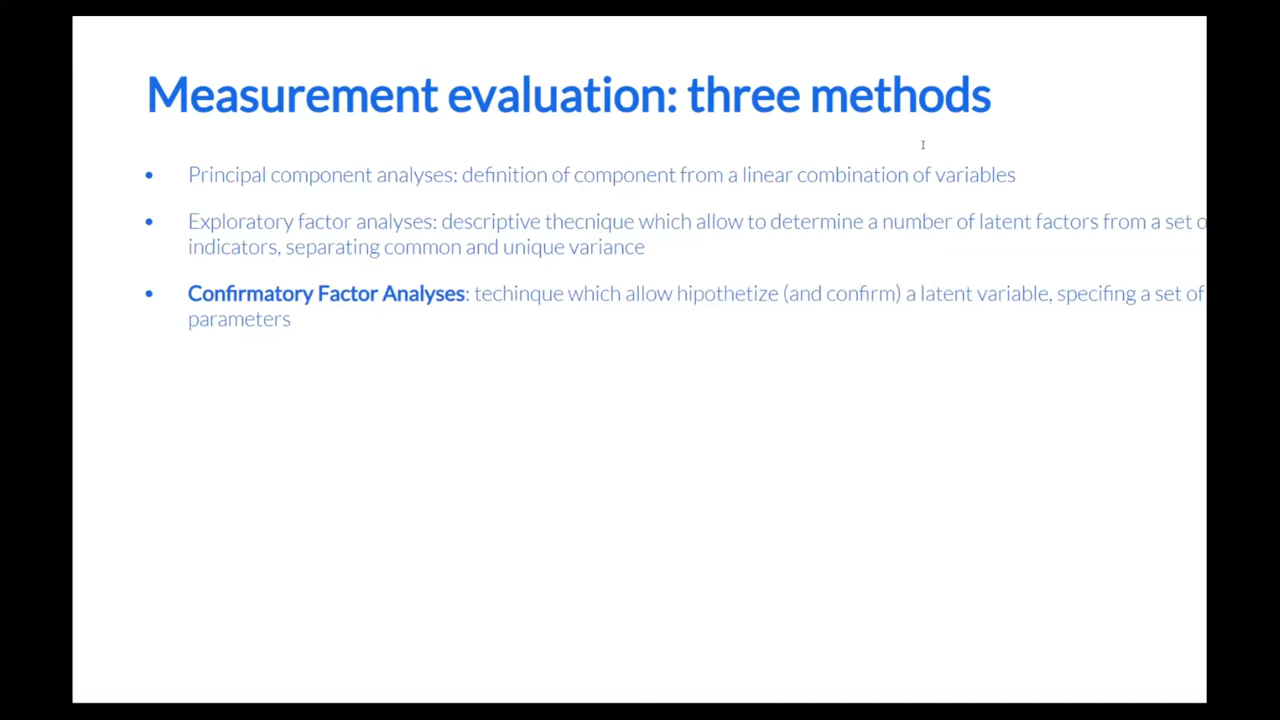 Measurement evaluation: three methods
• Principal component analyses: definition of component from a linear combination of variables
• Exploratory factor analyses: descriptive thecnique which allow to determine a number of latent factors from a set o
indicators, separating common and unique variance
• Confirmatory Factor Analyses: techinque which allow hipothetize (and confirm) a latent variable, specifing a set of
parameters